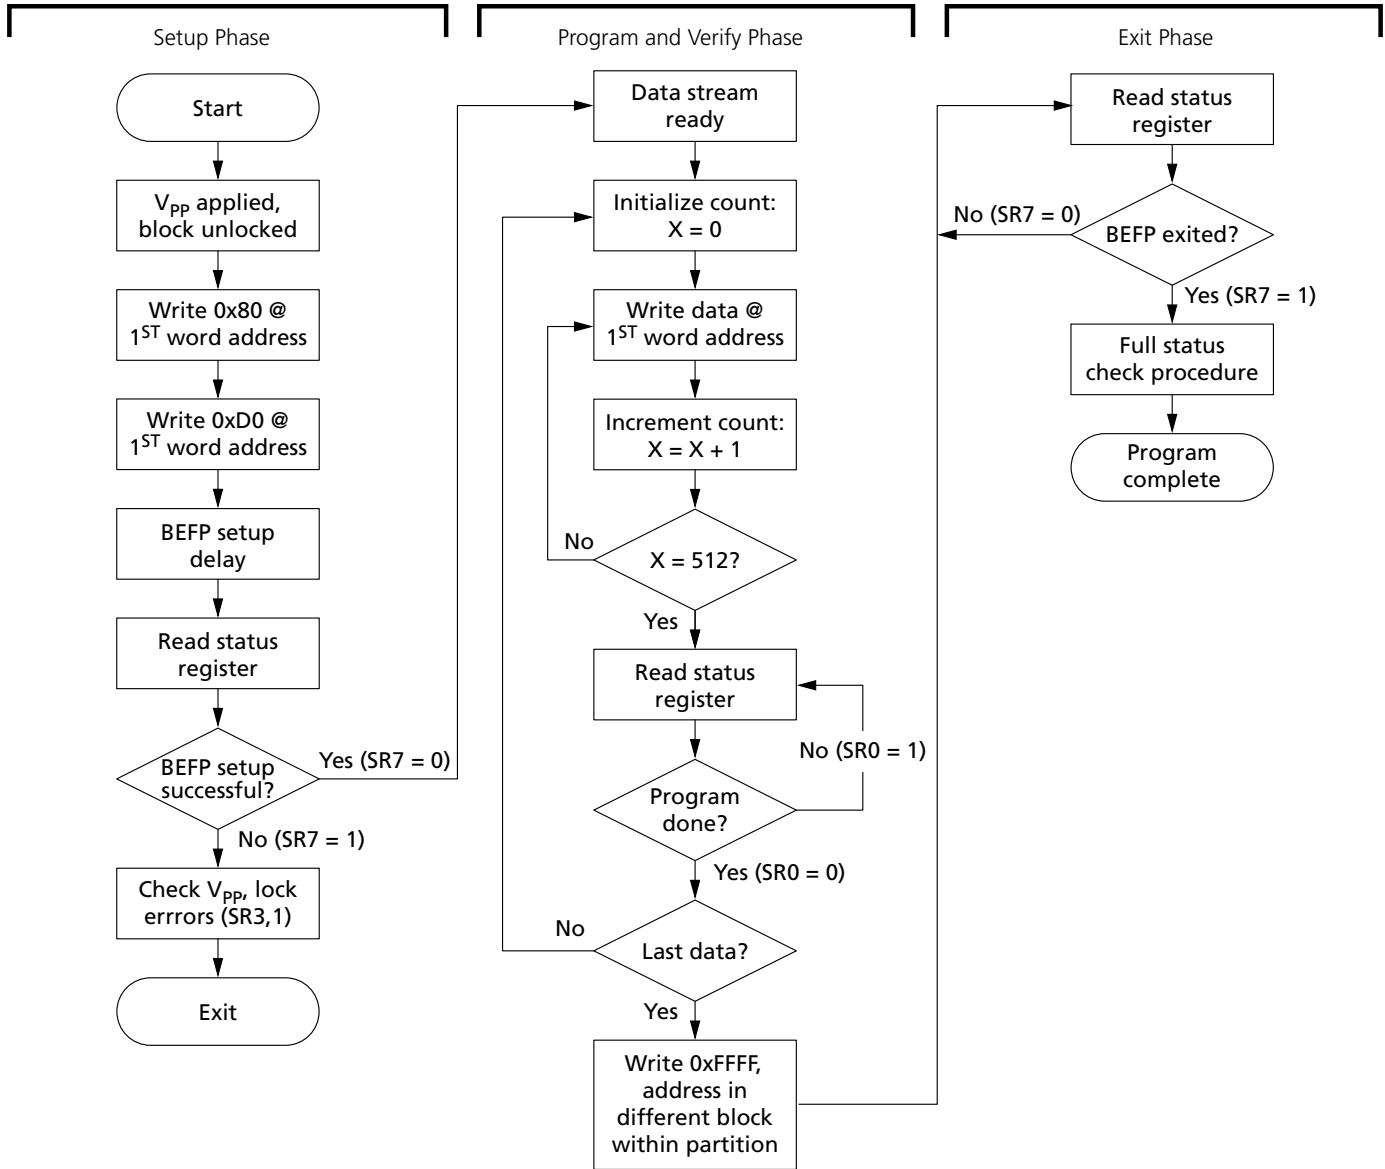 Setup Phase
Start
VPP applied,
block unlocked
Write 0x80 @
1ST word address
Write 0xD0 @
1ST word address
BEFP setup
delay
Read status
register
BEFP setup
successful?
Yes (SR7 = 0)
No (SR7 = 1)
Check VPP, lock
errrors (SR3,1)
Exit
Program and Verify Phase
Data stream
ready
Initialize count:
X = 0
Write data @
1ST word address
Increment count:
X = X + 1
X = 512?
No
Yes
Read status
register
No (SR0 = 1)
Program
done?
Yes (SR0 = 0)
Last data?
No
Yes
Write 0xFFFF,
address in
different block
within partition
Exit Phase
Read status
register
No (SR7 = 0)
BEFP exited?
Yes (SR7 = 1)
Full status
check procedure
Program
complete